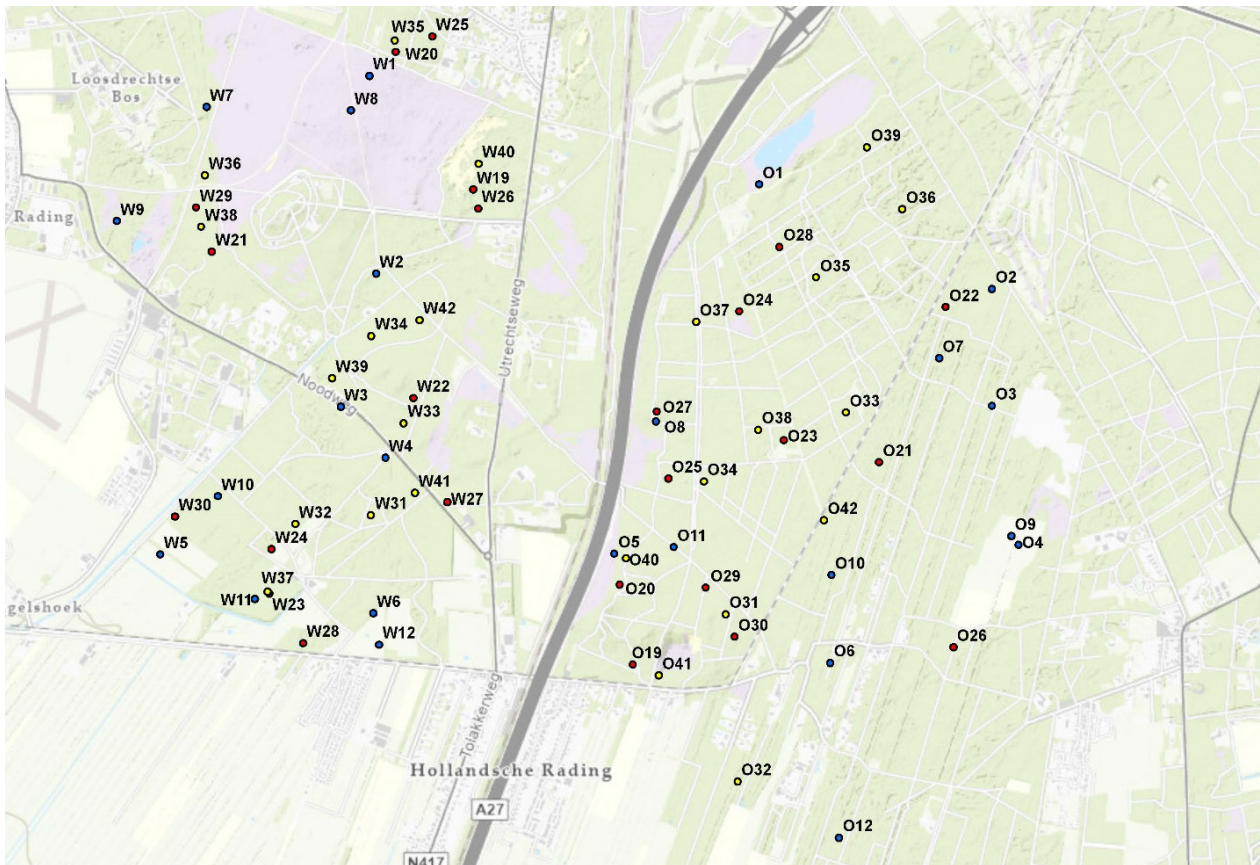 W25
W35
W20
W1
Loosdrechtse
Bos
W7
W8
O39
W40
W36
W19
O1
W29
W26
O36
Rading
W9
W38
W21
O28
W2
O35
O2
Utrechtseweg
O24
O22
W42
O37
W34
O7
W39
Noodweg
W22
W3
O27
O33
O3
W33
O8
O38
O23
W4
O21
O25
O34
W10
W41
W27
W30
W32
W31
O42
O9
W24
O11
O4
W5
O5
O40
O10
W37
O20
O29
W11
W23
gelshoek
W6
O31
W28
W12
O30
O26
O19
O41
O6
Tolakkerweg
Hollandsche Rading
O32
A27
O12
N417